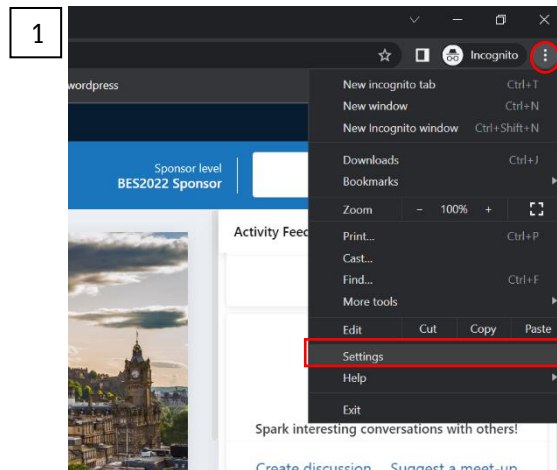 1
Incognito
wordpress
New incognito tab Ctrl+T
New window Ctrl+N
New Incognito window Ctrl+Shift+N
Downloads Ctrl+J
Bookmarks
Sponsor level
BES2022 Sponsor
Zoom − 100% +
Activity Feed
Print... Ctrl+P
Cast...
Find... Ctrl+F
More tools
Edit Cut Copy Paste
Settings
Help
Exit
Spark interesting conversations with others!
Create discussion Suggest a meet-up